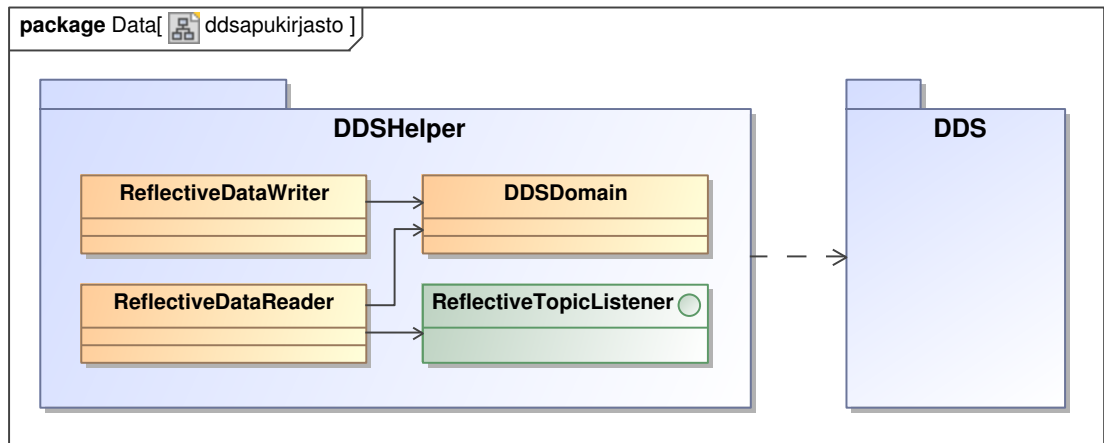 package Data[ ddsapukirjasto ]
DDSHelper
DDS
ReflectiveDataWriter
DDSDomain
ReflectiveDataReader
ReflectiveTopicListener